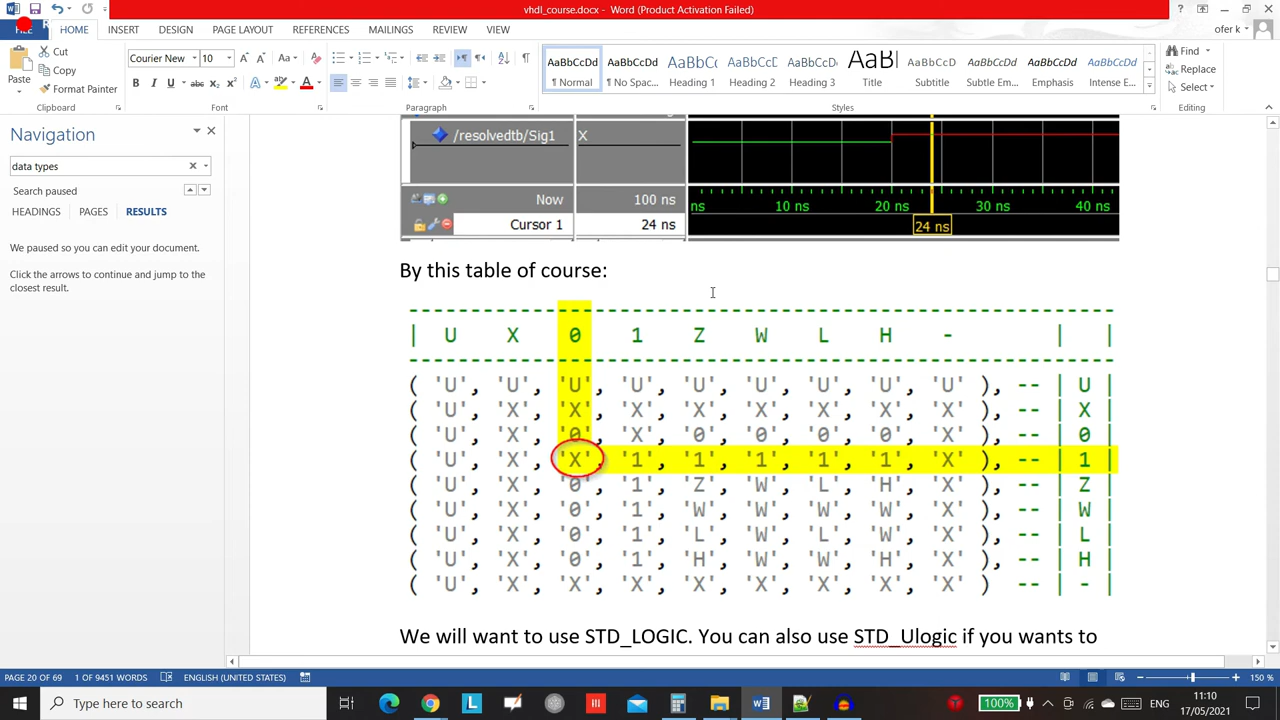 vhdl_course.docx - Word (Product Activation Failed)
FILE HOME INSERT DESIGN PAGE LAYOUT REFERENCES MAILINGS REVIEW VIEW ofer k
Paste Cut Copy Format Painter Clipboard
Courier New 10 Font
Paragraph
AaBbCcDd AaBbCcDd AaBbCc AaBbCcD AaBbCcD AaBl AaBbCcD AaBbCcDd AaBbCcDd AaBbCcDd
¶ Normal ¶ No Spac... Heading 1 Heading 2 Heading 3 Title Subtitle Subtle Em... Emphasis Intense E...
Styles
Find Replace Select Editing
Navigation
data types
Search paused
HEADINGS PAGES RESULTS
We paused so you can edit your document.
Click the arrows to continue and jump to the
closest result.
/resolvedtb/Sig1 X
Now 100 ns ns 10 ns 20 ns 30 ns 40 ns
Cursor 1 24 ns 24 ns
By this table of course:
-----------------------------------------------------
| U X 0 1 Z W L H - | |
-----------------------------------------------------
( 'U', 'U', 'U', 'U', 'U', 'U', 'U', 'U', 'U' ), -- | U |
( 'U', 'X', 'X', 'X', 'X', 'X', 'X', 'X', 'X' ), -- | X |
( 'U', 'X', '0', 'X', '0', '0', '0', '0', 'X' ), -- | 0 |
( 'U', 'X', 'X', '1', '1', '1', '1', '1', 'X' ), -- | 1 |
( 'U', 'X', '0', '1', 'Z', 'W', 'L', 'H', 'X' ), -- | Z |
( 'U', 'X', '0', '1', 'W', 'W', 'W', 'W', 'X' ), -- | W |
( 'U', 'X', '0', '1', 'L', 'W', 'L', 'W', 'X' ), -- | L |
( 'U', 'X', '0', '1', 'H', 'W', 'W', 'H', 'X' ), -- | H |
( 'U', 'X', 'X', 'X', 'X', 'X', 'X', 'X', 'X' ) -- | - |
We will want to use STD_LOGIC. You can also use STD_Ulogic if you wants to
PAGE 20 OF 69 1 OF 9451 WORDS ENGLISH (UNITED STATES) 150 %
Type here to search 100% ENG 11:10
17/05/2021